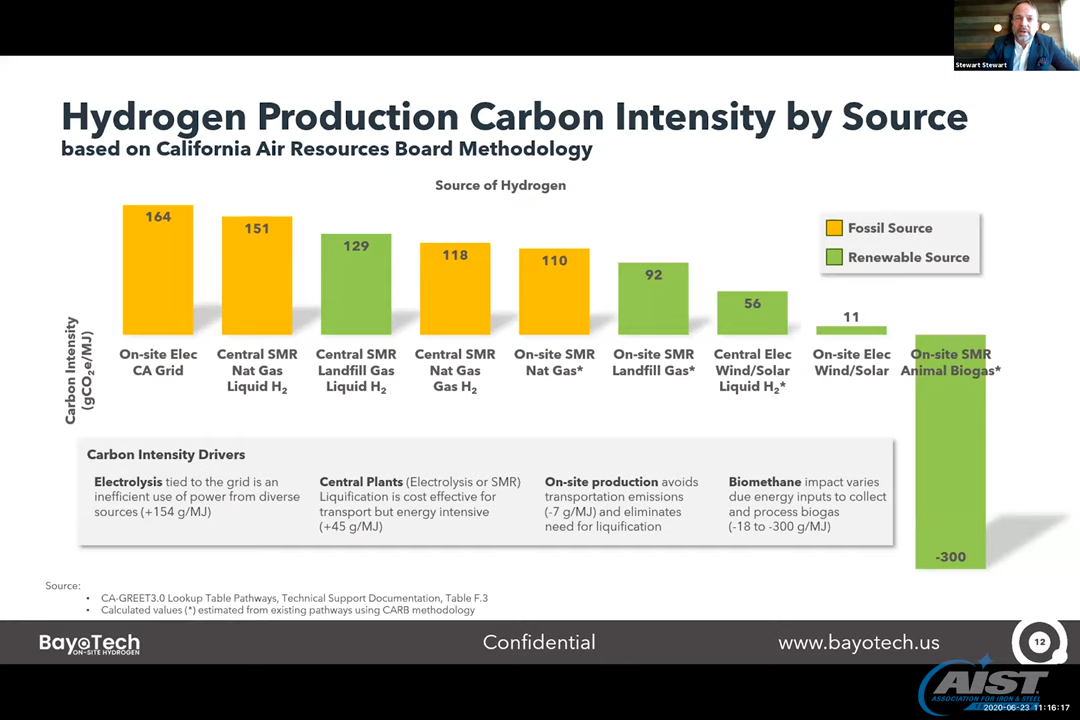 Stewart Stewart
Hydrogen Production Carbon Intensity by Source
based on California Air Resources Board Methodology
Source of Hydrogen
Carbon Intensity
(gCO₂e/MJ)
164
151
129
118
110
92
56
11
-300
Fossil Source
Renewable Source
On-site Elec
CA Grid
Central SMR
Nat Gas
Liquid H₂
Central SMR
Landfill Gas
Liquid H₂
Central SMR
Nat Gas
Gas H₂
On-site SMR
Nat Gas*
On-site SMR
Landfill Gas*
Central Elec
Wind/Solar
Liquid H₂*
On-site Elec
Wind/Solar
On-site SMR
Animal Biogas*
Carbon Intensity Drivers
Electrolysis tied to the grid is an
inefficient use of power from diverse
sources (+154 g/MJ)
Central Plants (Electrolysis or SMR)
Liquification is cost effective for
transport but energy intensive
(+45 g/MJ)
On-site production avoids
transportation emissions
(-7 g/MJ) and eliminates
need for liquification
Biomethane impact varies
due energy inputs to collect
and process biogas
(-18 to -300 g/MJ)
Source:
• CA-GREET3.0 Lookup Table Pathways, Technical Support Documentation, Table F.3
• Calculated values (*) estimated from existing pathways using CARB methodology
BayoTech
ON-SITE HYDROGEN
Confidential
www.bayotech.us
12
AIST
ASSOCIATION FOR IRON & STEEL
2020-06-23 11:16:17